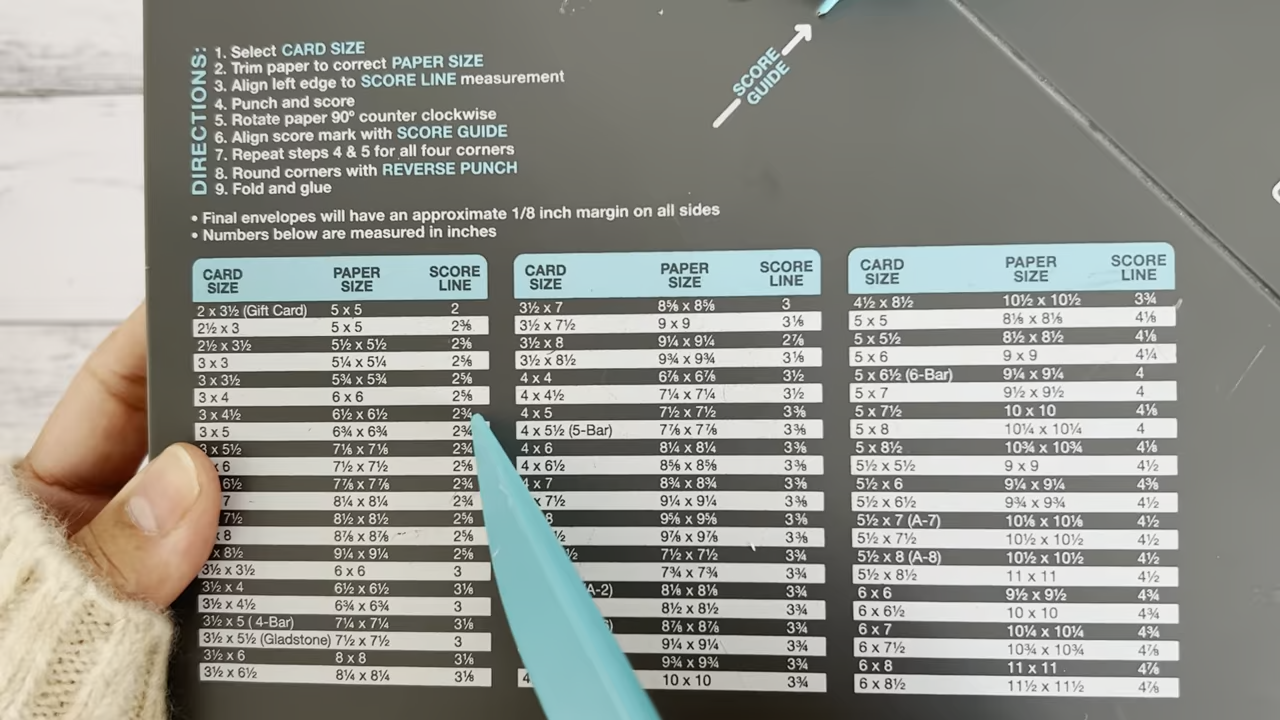 DIRECTIONS:
1. Select CARD SIZE
2. Trim paper to correct PAPER SIZE
3. Align left edge to SCORE LINE measurement
4. Punch and score
5. Rotate paper 90º counter clockwise
6. Align score mark with SCORE GUIDE
7. Repeat steps 4 & 5 for all four corners
8. Round corners with REVERSE PUNCH
9. Fold and glue
• Final envelopes will have an approximate 1/8 inch margin on all sides
• Numbers below are measured in inches
SCORE
GUIDE
CARD SIZE PAPER SIZE SCORE LINE
2 x 3½ (Gift Card) 5 x 5 2
2½ x 3 5 x 5 2⅜
2½ x 3½ 5½ x 5½ 2⅜
3 x 3 5¼ x 5¼ 2⅝
3 x 3½ 5¾ x 5¾ 2⅝
3 x 4 6 x 6 2⅝
3 x 4½ 6½ x 6½ 2¾
3 x 5 6¾ x 6¾ 2¾
3 x 5½ 7⅛ x 7⅛ 2¾
x 6 7½ x 7½ 2⅝
6½ 7⅞ x 7⅞ 2¾
7 8¼ x 8¼ 2¾
7½ 8½ x 8½ 2⅝
x 8 8⅞ x 8⅞ 2⅝
x 8½ 9¼ x 9¼ 2⅝
3½ x 3½ 6 x 6 3
3½ x 4 6½ x 6½ 3⅛
3½ x 4½ 6¾ x 6¾ 3
3½ x 5 ( 4-Bar) 7¼ x 7¼ 3⅛
3½ x 5½ (Gladstone) 7½ x 7½ 3
3½ x 6 8 x 8 3⅛
3½ x 6½ 8¼ x 8¼ 3⅛
CARD SIZE PAPER SIZE SCORE LINE
3½ x 7 8⅝ x 8⅝ 3
3½ x 7½ 9 x 9 3⅛
3½ x 8 9¼ x 9¼ 2⅞
3½ x 8½ 9¾ x 9¾ 3⅛
4 x 4 6⅞ x 6⅞ 3½
4 x 4½ 7¼ x 7¼ 3½
4 x 5 7½ x 7½ 3⅜
4 x 5½ (5-Bar) 7⅞ x 7⅞ 3⅜
4 x 6 8¼ x 8¼ 3⅜
4 x 6½ 8⅝ x 8⅝ 3⅜
x 7 8¾ x 8¾ 3⅜
x 7½ 9¼ x 9¼ 3⅜
8 9⅝ x 9⅝ 3⅜
9⅞ x 9⅞ 3⅜
7½ x 7½ 3¾
7¾ x 7¾ 3¾
A-2) 8⅛ x 8⅛ 3¾
8½ x 8½ 3¾
8⅞ x 8⅞ 3¾
9¼ x 9¼ 3¾
9¾ x 9¾ 3¾
4 10 x 10 3¾
CARD SIZE PAPER SIZE SCORE LINE
4½ x 8½ 10½ x 10½ 3¾
5 x 5 8⅛ x 8⅛ 4⅛
5 x 5½ 8½ x 8½ 4⅛
5 x 6 9 x 9 4¼
5 x 6½ (6-Bar) 9¼ x 9¼ 4
5 x 7 9½ x 9½ 4
5 x 7½ 10 x 10 4⅛
5 x 8 10¼ x 10¼ 4
5 x 8½ 10¾ x 10¾ 4⅛
5½ x 5½ 9 x 9 4½
5½ x 6 9¼ x 9¼ 4⅜
5½ x 6½ 9¾ x 9¾ 4½
5½ x 7 (A-7) 10⅛ x 10⅛ 4½
5½ x 7½ 10½ x 10½ 4½
5½ x 8 (A-8) 10½ x 10½ 4½
5½ x 8½ 11 x 11 4½
6 x 6 9½ x 9½ 4¾
6 x 6½ 10 x 10 4¾
6 x 7 10¼ x 10¼ 4¾
6 x 7½ 10¾ x 10¾ 4⅞
6 x 8 11 x 11 4⅞
6 x 8½ 11½ x 11½ 4⅞